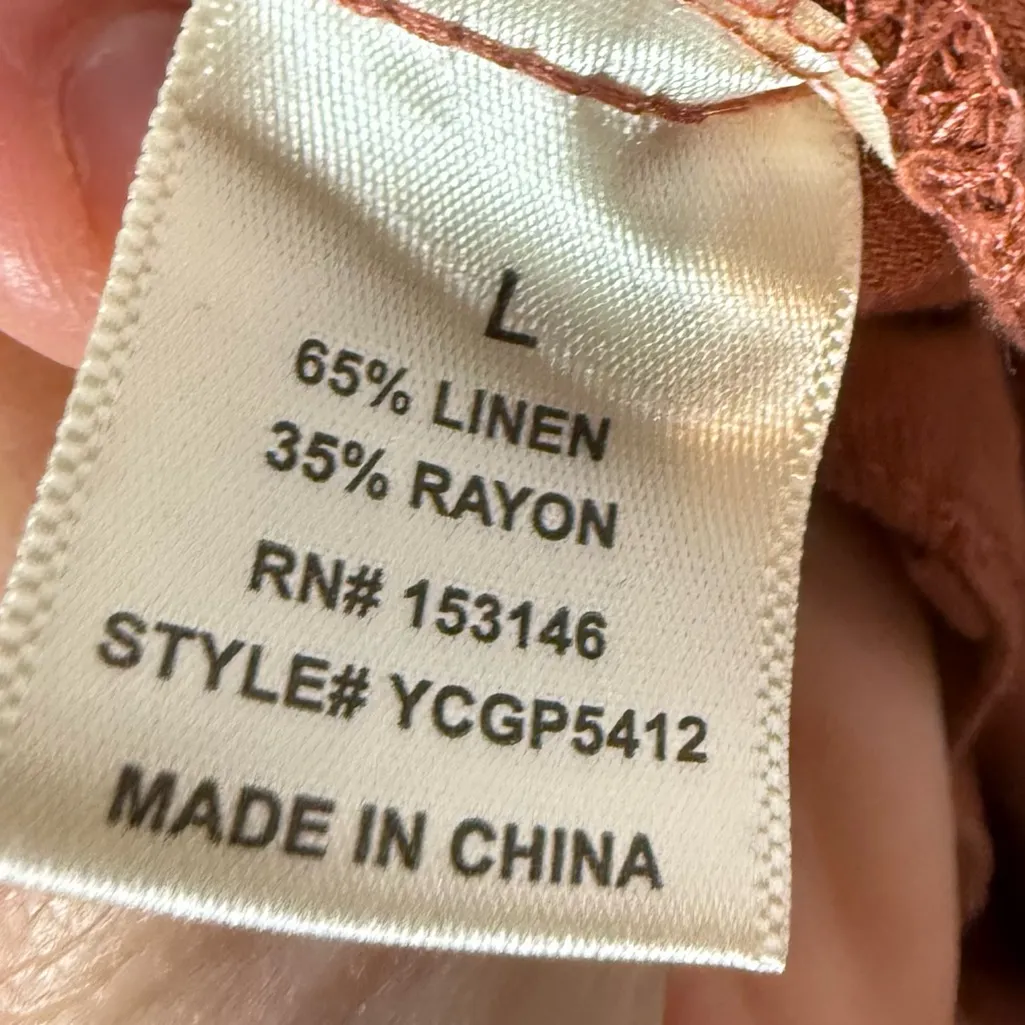 L
65% LINEN
35% RAYON
RN# 153146
STYLE# YCGP5412
MADE IN CHINA